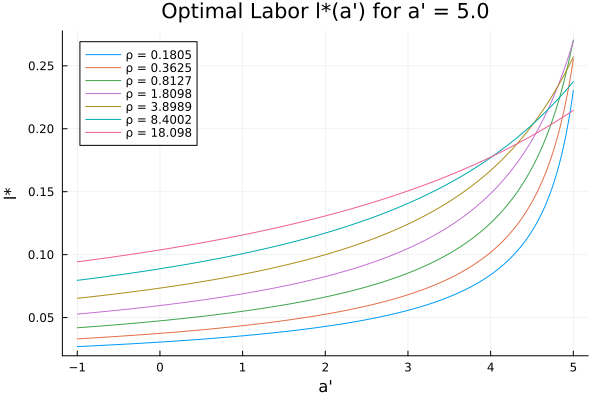 Optimal Labor l*(a') for a' = 5.0
l*
0.25
0.20
0.15
0.10
0.05
ρ = 0.1805
ρ = 0.3625
ρ = 0.8127
ρ = 1.8098
ρ = 3.8989
ρ = 8.4002
ρ = 18.098
−1
0
1
2
3
4
5
a'